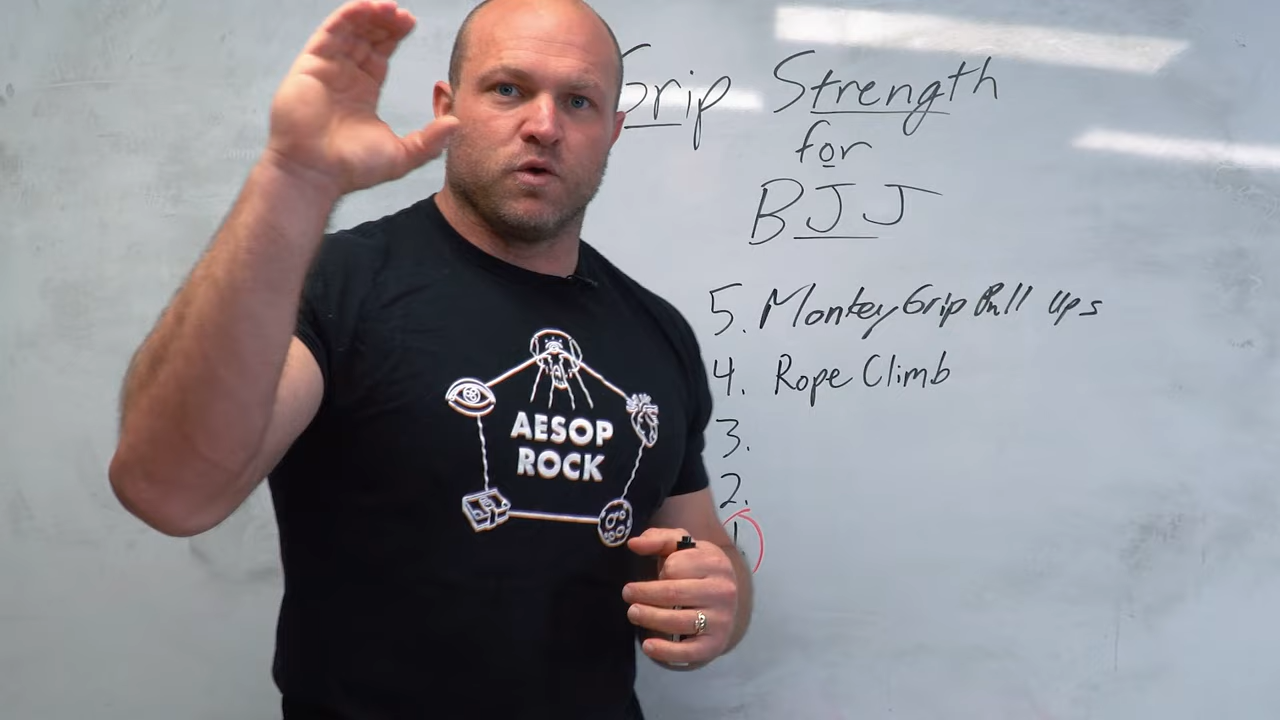 Grip Strength
for
BJJ
5. Monkey Grip Pull Ups
4. Rope Climb
3.
2.
1.
AESOP
ROCK